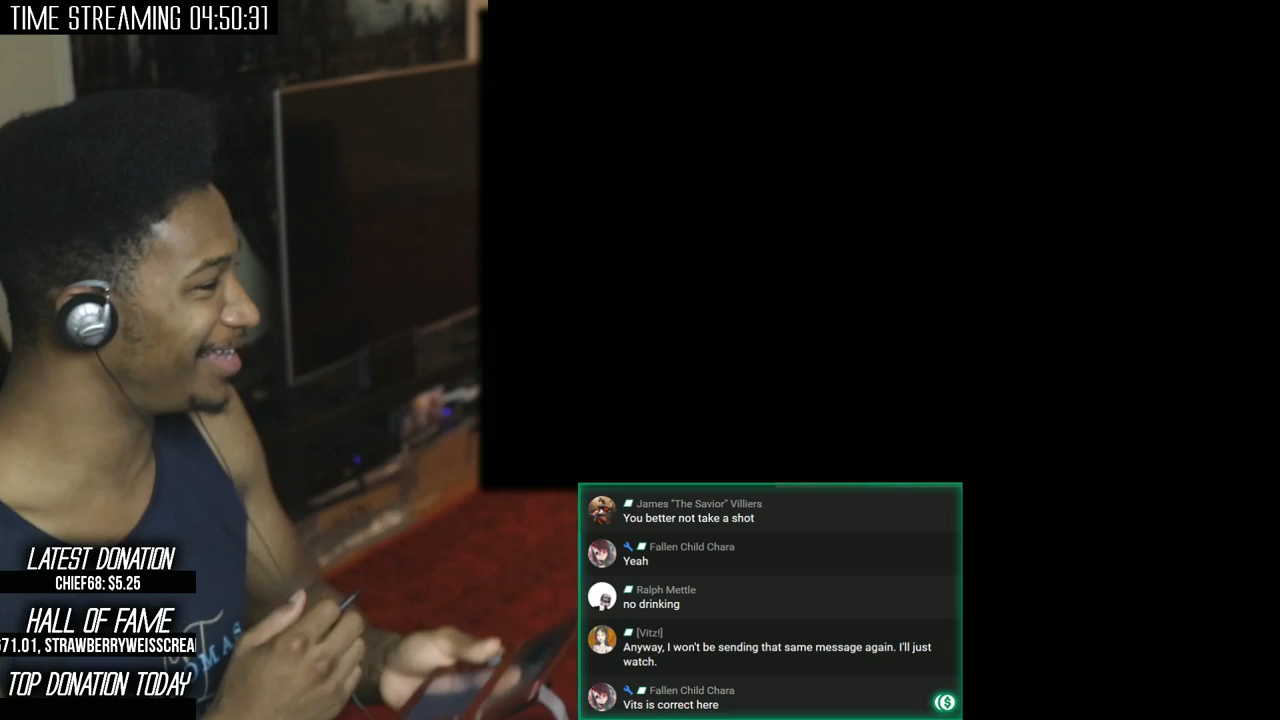 TIME STREAMING 04:50:31
LATEST DONATION
CHIEF68: $5.25
HALL OF FAME
671.01, STRAWBERRYWEISSCREA
TOP DONATION TODAY
James "The Savior" Villiers
You better not take a shot
Fallen Child Chara
Yeah
Ralph Mettle
no drinking
[Vitz!]
Anyway, I won't be sending that same message again. I'll just
watch.
Fallen Child Chara
Vits is correct here